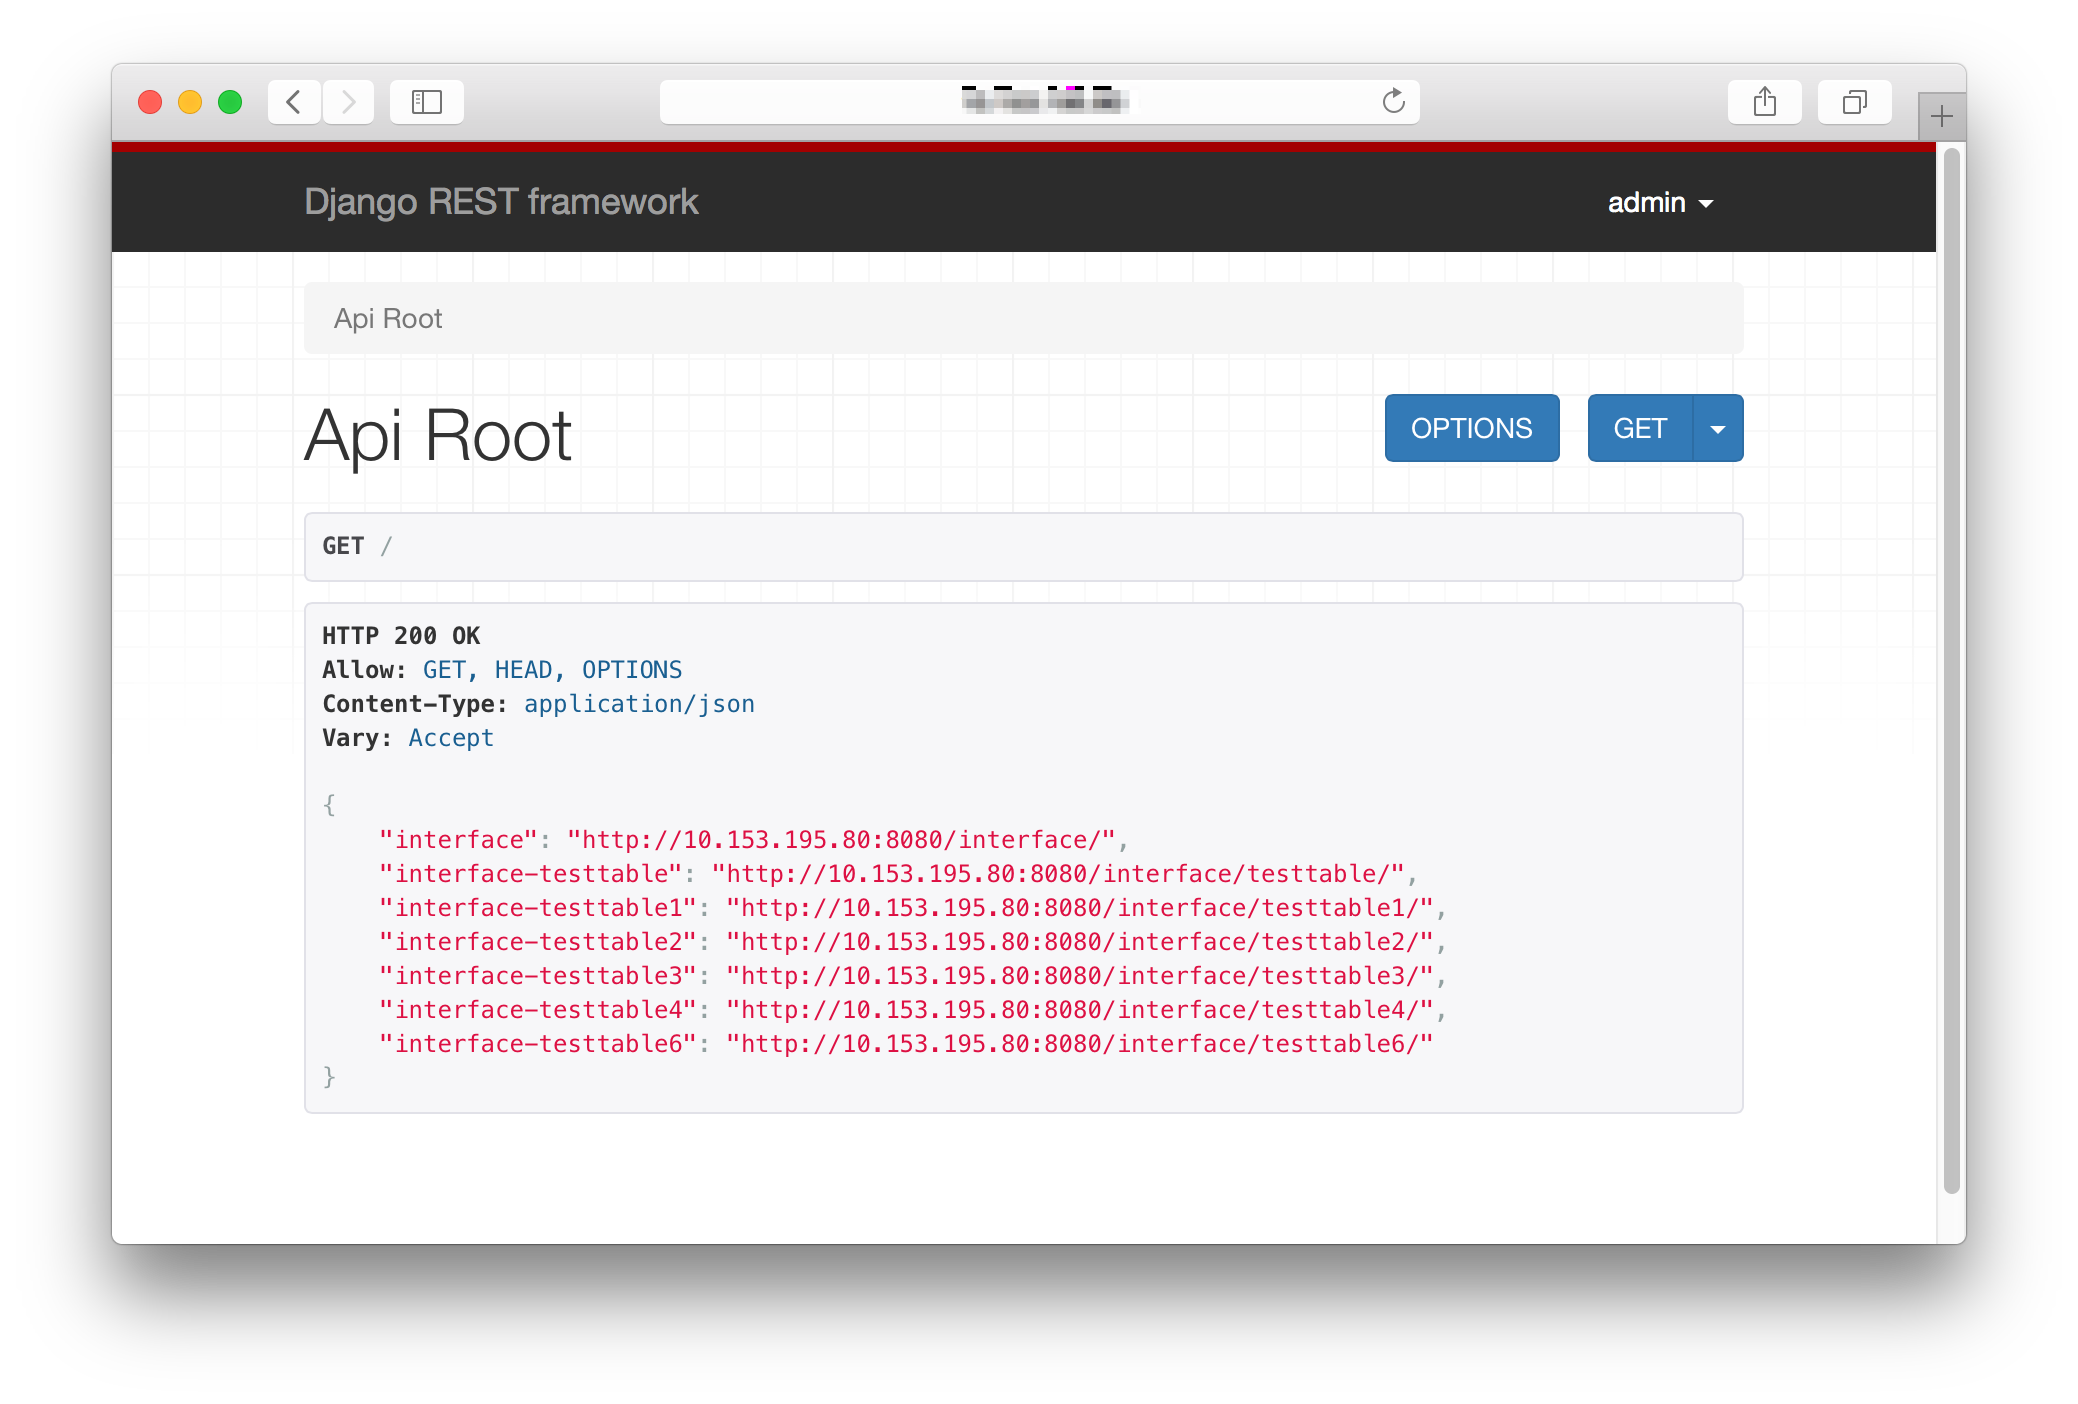 Django REST framework
admin
Api Root
Api Root
OPTIONS
GET
GET /
HTTP 200 OK
Allow: GET, HEAD, OPTIONS
Content-Type: application/json
Vary: Accept
{
    "interface": "http://10.153.195.80:8080/interface/",
    "interface-testtable": "http://10.153.195.80:8080/interface/testtable/",
    "interface-testtable1": "http://10.153.195.80:8080/interface/testtable1/",
    "interface-testtable2": "http://10.153.195.80:8080/interface/testtable2/",
    "interface-testtable3": "http://10.153.195.80:8080/interface/testtable3/",
    "interface-testtable4": "http://10.153.195.80:8080/interface/testtable4/",
    "interface-testtable6": "http://10.153.195.80:8080/interface/testtable6/"
}